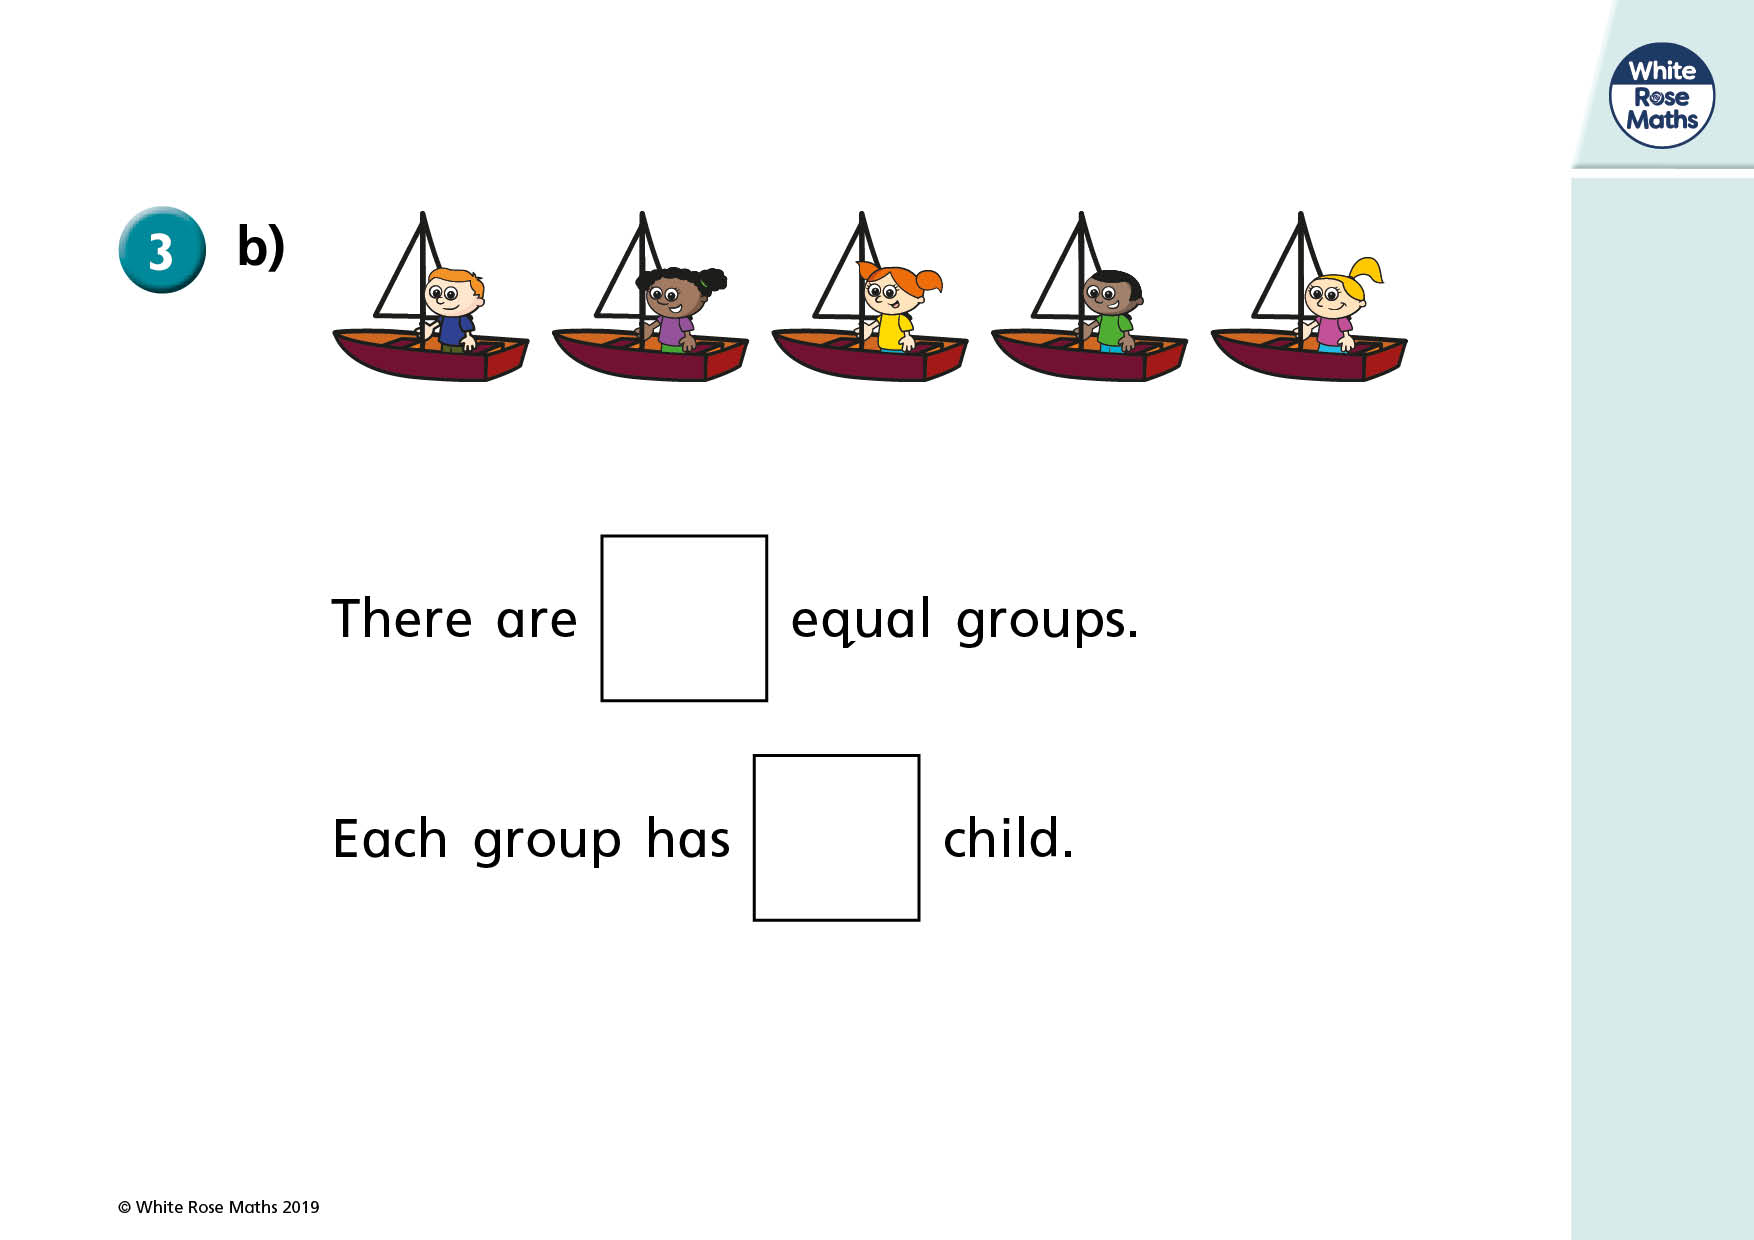 White
Rose
Maths
3 b)
There are equal groups.
Each group has child.
© White Rose Maths 2019